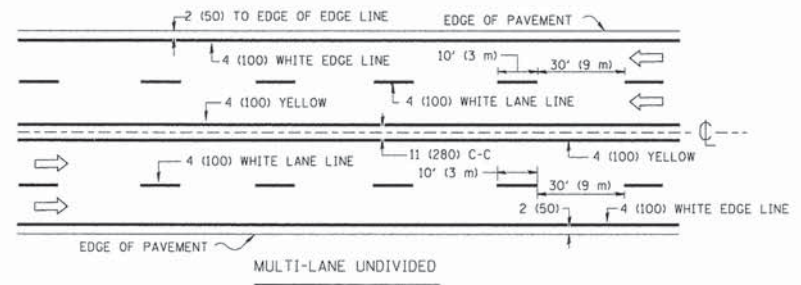 2 (50) TO EDGE OF EDGE LINE
EDGE OF PAVEMENT
4 (100) WHITE EDGE LINE
10' (3 m)
30' (9 m)
4 (100) YELLOW
4 (100) WHITE LANE LINE
4 (100) WHITE LANE LINE
11 (280) C-C
4 (100) YELLOW
10' (3 m)
30' (9 m)
2 (50)
4 (100) WHITE EDGE LINE
EDGE OF PAVEMENT
MULTI-LANE UNDIVIDED